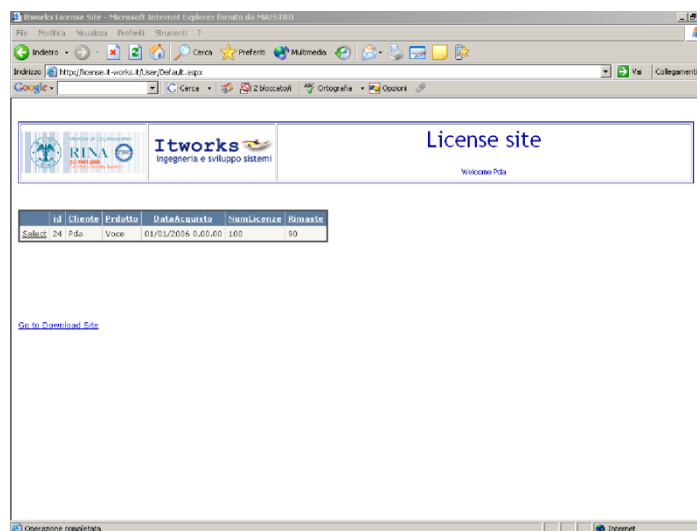 Itworks License Site - Microsoft Internet Explorer fornito da MAESTRO
File Modifica Visualizza Preferiti Strumenti ?
Indietro Cerca Preferiti Multimedia
Indirizzo http://license.it-works.it/User/Default.aspx Vai Collegamenti
Google Cerca 2 bloccato/i Ortografia Opzioni
RINA
Itworks
Ingegneria e sviluppo sistemi
License site
Welcome Pda
id Cliente Prdotto DataAcquisto NumLicenze Rimaste
Select 24 Pda Voce 01/01/2006 0.00.00 100 90
Go to Download Site
Operazione completata Internet